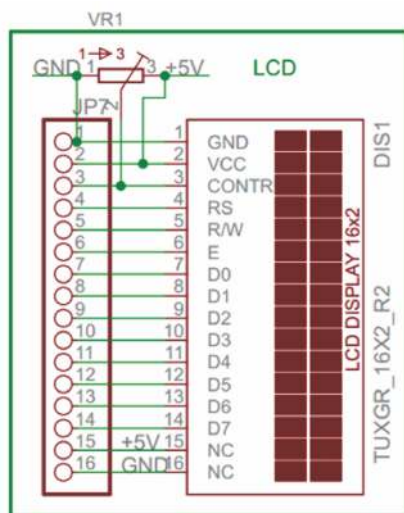 VR1
1 3
GND 1 3 +5V LCD
2
JP7
1 1 GND
2 2 VCC
3 3 CONTR
4 4 RS
5 5 R/W
6 6 E
7 7 D0
8 8 D1
9 9 D2
10 10 D3
11 11 D4
12 12 D5
13 13 D6
14 14 D7
15 +5V 15 NC
16 GND 16 NC
LCD DISPLAY 16x2
DIS1
TUXGR_16X2_R2